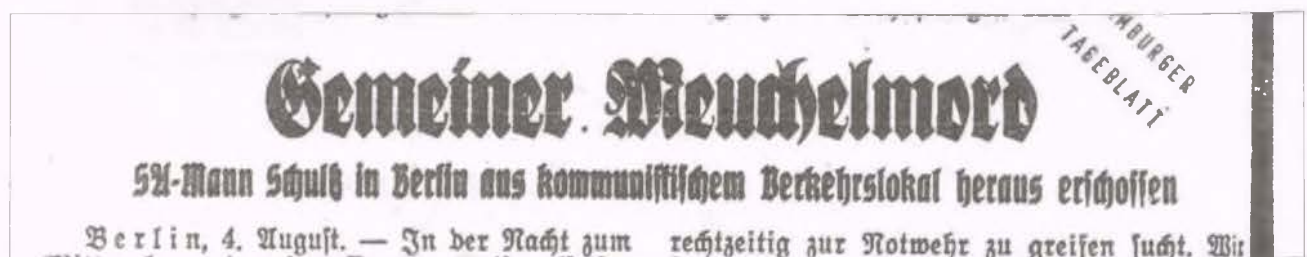 HAMBURGER
TAGEBLATT
Gemeiner Meuchelmord
SA-Mann Schulz in Berlin aus kommunistischem Verkehrslokal heraus erschossen
Berlin, 4. August. — In der Nacht zum
rechtzeitig zur Notwehr zu greifen sucht. Wir